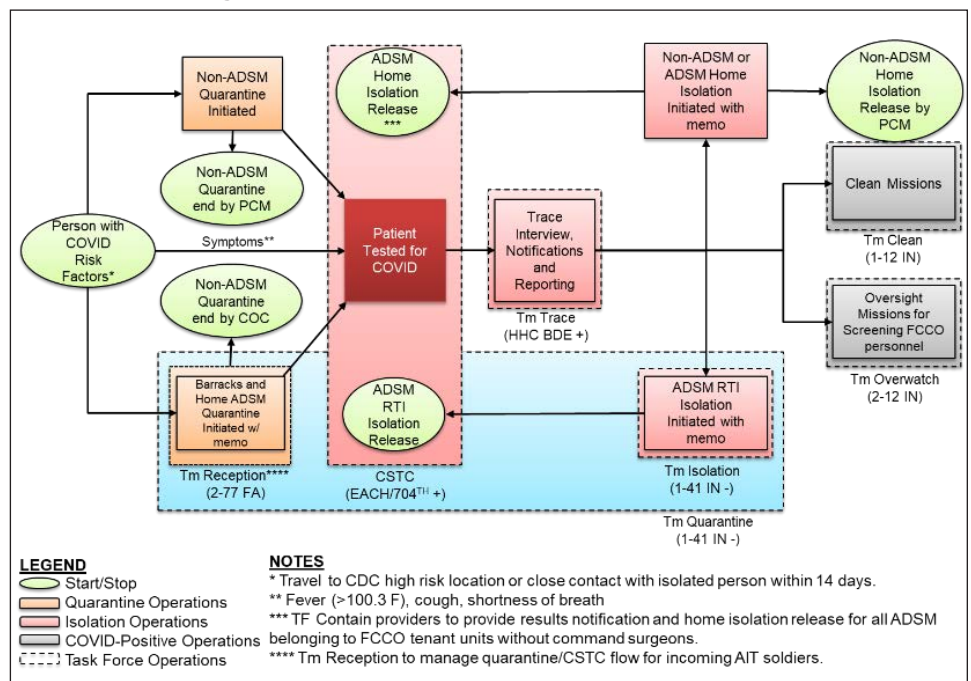 Non-ADSM
Quarantine
Initiated
ADSM
Home
Isolation
Release
***
Non-ADSM or
ADSM Home
Isolation
Initiated with
memo
Non-ADSM
Home
Isolation
Release by
PCM
Non-ADSM
Quarantine
end by PCM
Clean Missions
Tm Clean
(1-12 IN)
Person with
COVID
Risk
Factors*
Symptoms**
Patient
Tested for
COVID
Trace
Interview,
Notifications
and
Reporting
Tm Trace
(HHC BDE +)
Non-ADSM
Quarantine
end by COC
Oversight
Missions for
Screening FCCO
personnel
Tm Overwatch
(2-12 IN)
Barracks and
Home ADSM
Quarantine
Initiated w/
memo
Tm Reception****
(2-77 FA)
ADSM
RTI
Isolation
Release
CSTC
(EACH/704TH +)
ADSM RTI
Isolation
Initiated with
memo
Tm Isolation
(1-41 IN -)
Tm Quarantine
(1-41 IN -)
LEGEND
Start/Stop
Quarantine Operations
Isolation Operations
COVID-Positive Operations
Task Force Operations
NOTES
* Travel to CDC high risk location or close contact with isolated person within 14 days.
** Fever (>100.3 F), cough, shortness of breath
*** TF Contain providers to provide results notification and home isolation release for all ADSM
belonging to FCCO tenant units without command surgeons.
**** Tm Reception to manage quarantine/CSTC flow for incoming AIT soldiers.